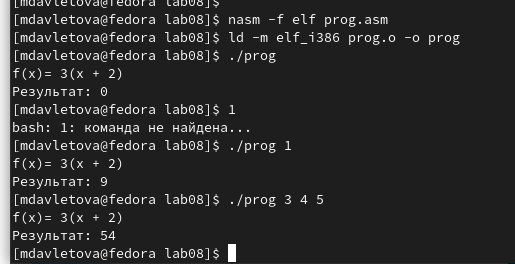 [mdavletova@fedora lab08]$
[mdavletova@fedora lab08]$ nasm -f elf prog.asm
[mdavletova@fedora lab08]$ ld -m elf_i386 prog.o -o prog
[mdavletova@fedora lab08]$ ./prog
f(x)= 3(x + 2)
Результат: 0
[mdavletova@fedora lab08]$ 1
bash: 1: команда не найдена...
[mdavletova@fedora lab08]$ ./prog 1
f(x)= 3(x + 2)
Результат: 9
[mdavletova@fedora lab08]$ ./prog 3 4 5
f(x)= 3(x + 2)
Результат: 54
[mdavletova@fedora lab08]$